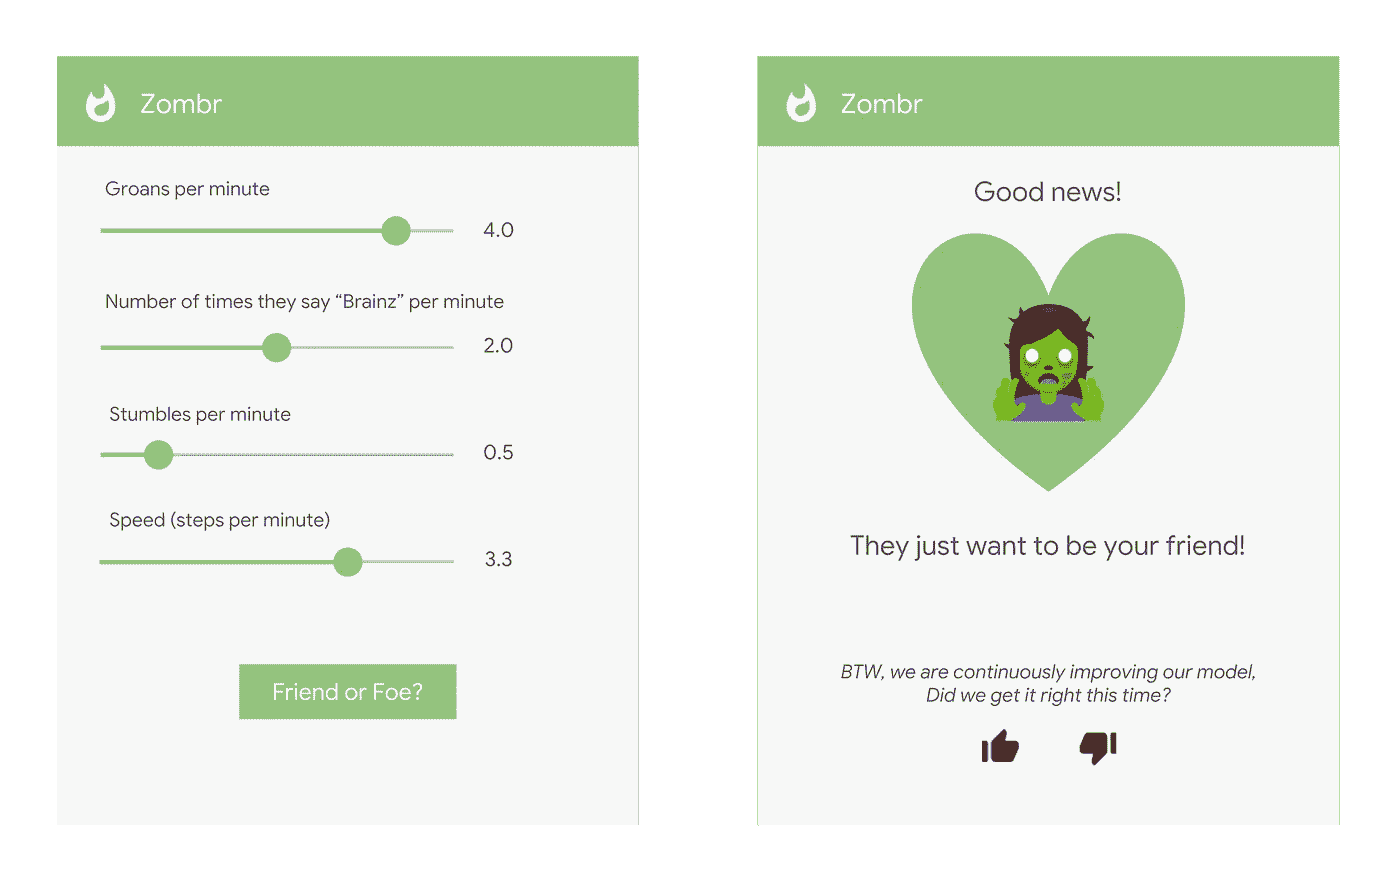 Zombr
Groans per minute
4.0
Number of times they say “Brainz” per minute
2.0
Stumbles per minute
0.5
Speed (steps per minute)
3.3
Friend or Foe?
Zombr
Good news!
They just want to be your friend!
BTW, we are continuously improving our model,
Did we get it right this time?